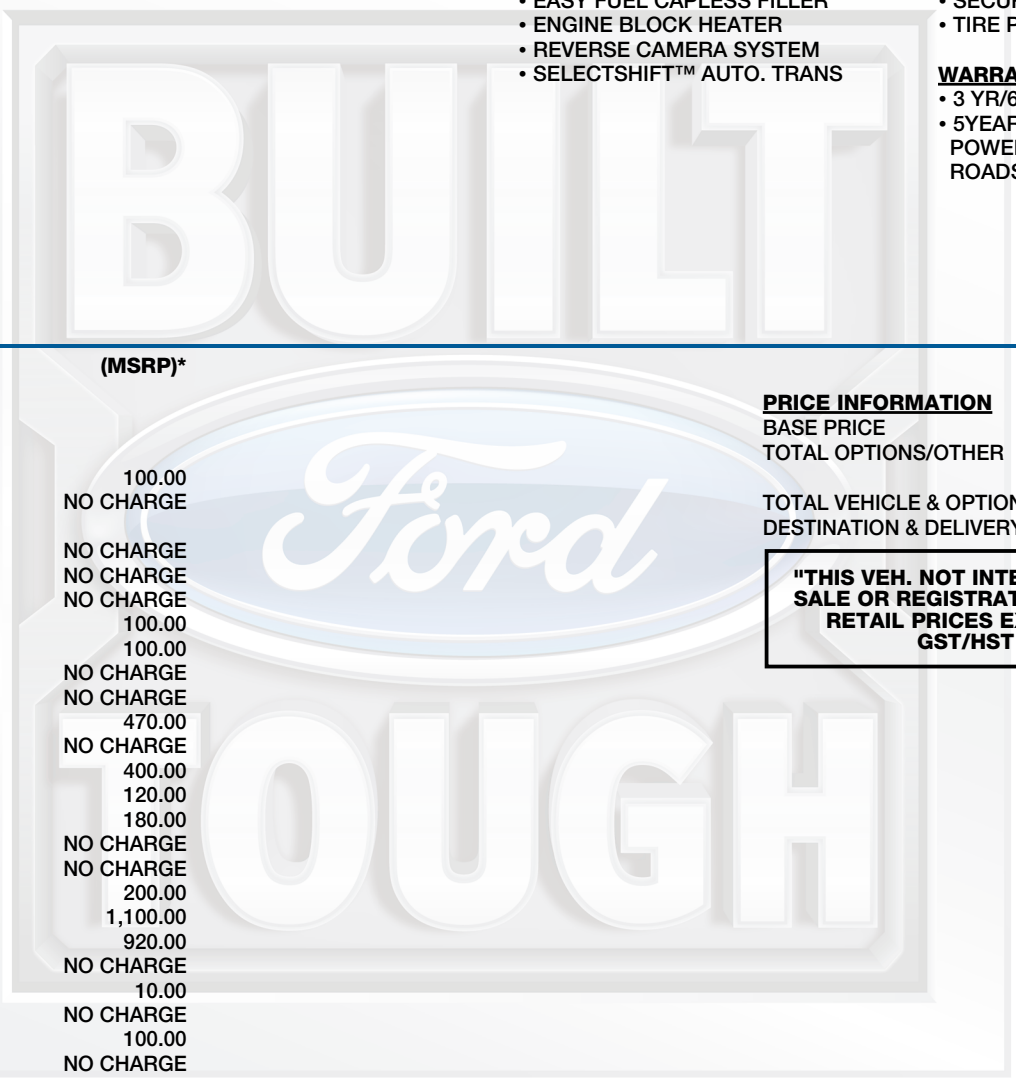 • EASY FUEL CAPLESS FILLER
• ENGINE BLOCK HEATER
• REVERSE CAMERA SYSTEM
• SELECTSHIFT™ AUTO. TRANS
• TIRE P
WARRA
• 3 YR/6
• 5YEAR
POWE
ROADS
BUILT
Ford
TOUGH
(MSRP)*
100.00
NO CHARGE
NO CHARGE
NO CHARGE
NO CHARGE
100.00
100.00
NO CHARGE
NO CHARGE
470.00
NO CHARGE
400.00
120.00
180.00
NO CHARGE
NO CHARGE
200.00
1,100.00
920.00
NO CHARGE
10.00
NO CHARGE
100.00
NO CHARGE
PRICE INFORMATION
BASE PRICE
TOTAL OPTIONS/OTHER
TOTAL VEHICLE & OPTION
DESTINATION & DELIVERY
"THIS VEH. NOT INTE
SALE OR REGISTRAT
RETAIL PRICES E
GST/HST